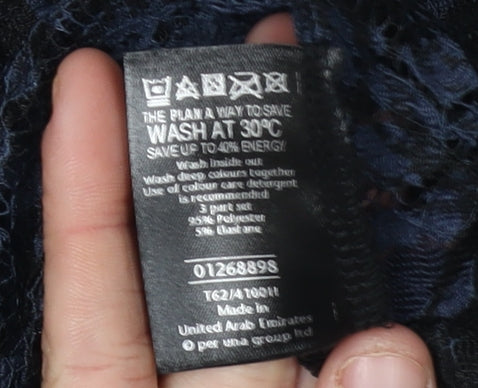 THE PLAN A WAY TO SAVE
WASH AT 30°C
SAVE UP TO 40% ENERGY
Wash inside out
Wash deep colours together
Use of colour care detergent
is recommended
3 part set
95% Polyester
5% Elastane
01268898
T62/4100H
Made in
United Arab Emirates
© per una group ltd